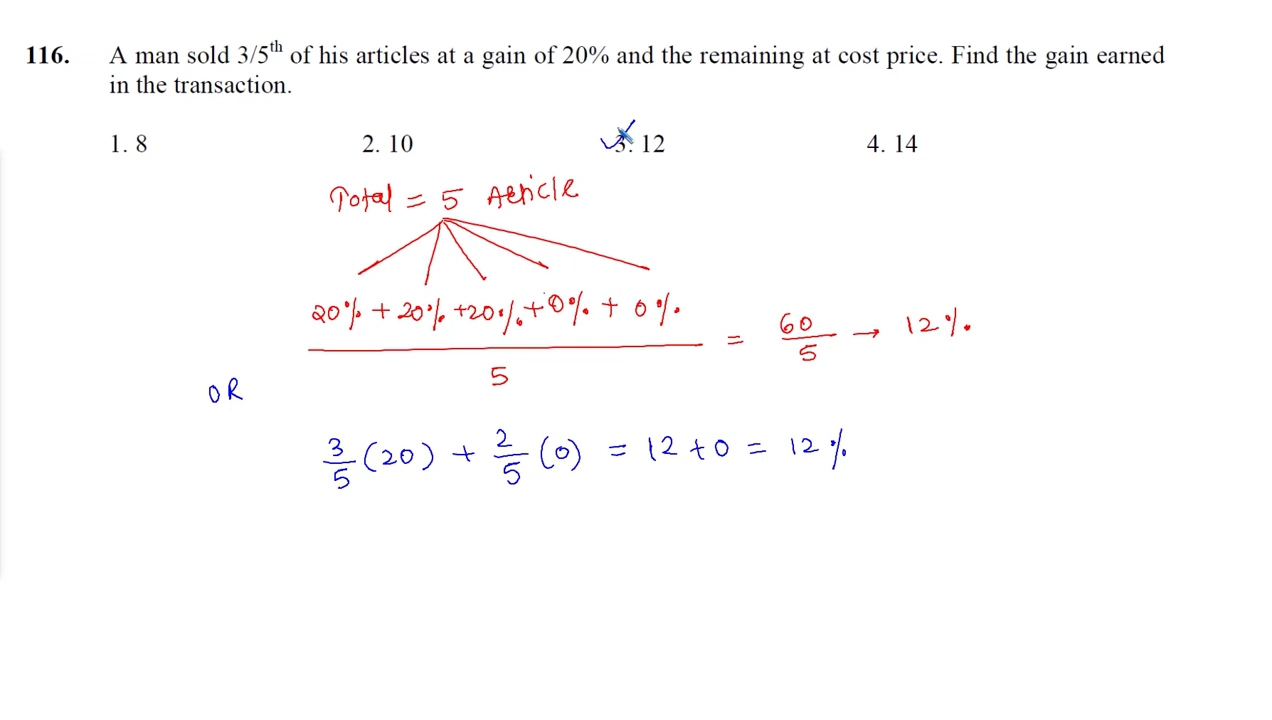 116. A man sold 3/5th of his articles at a gain of 20% and the remaining at cost price. Find the gain earned
in the transaction.
1. 8 2. 10 3. 12 4. 14
Total = 5 Article
20% + 20% + 20% + 0% + 0%
5
= 60/5 → 12%
OR
3/5 (20) + 2/5 (0) = 12 + 0 = 12%